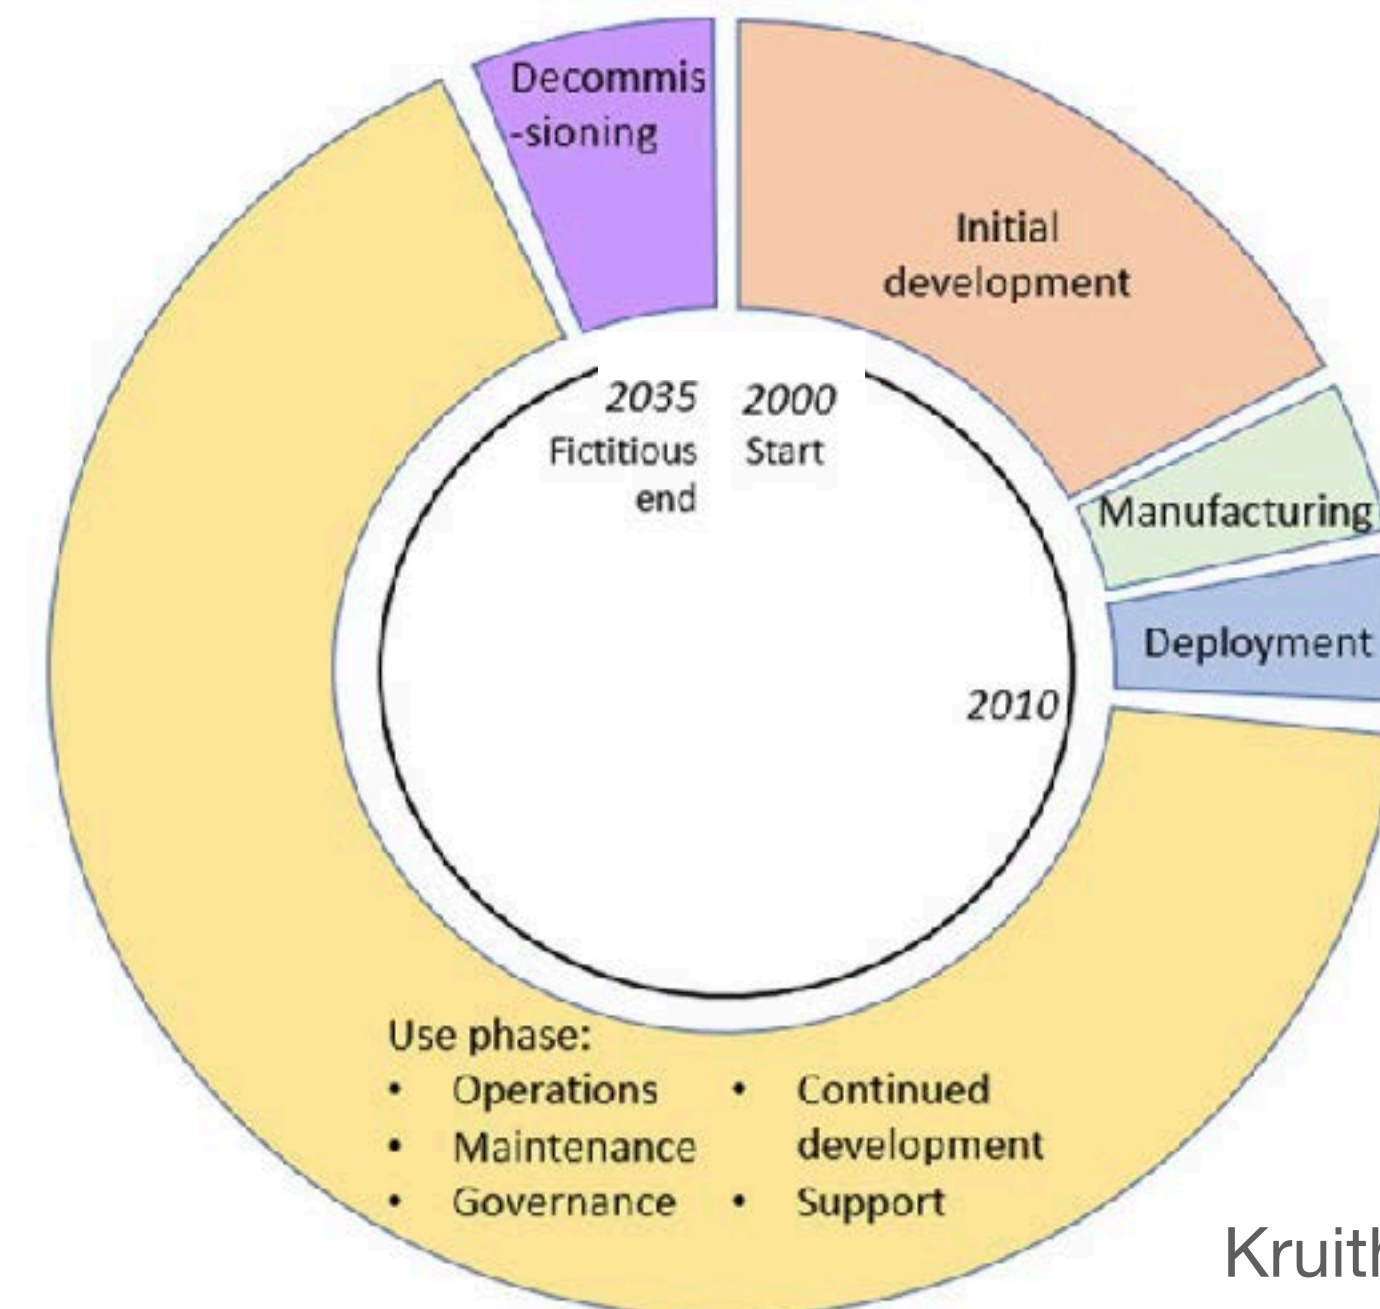 Decommis
-sioning
Initial
development
Manufacturing
Deployment
2035
Fictitious
end
2000
Start
2010
Use phase:
• Operations
• Maintenance
• Governance
• Continued
development
• Support
Kruith